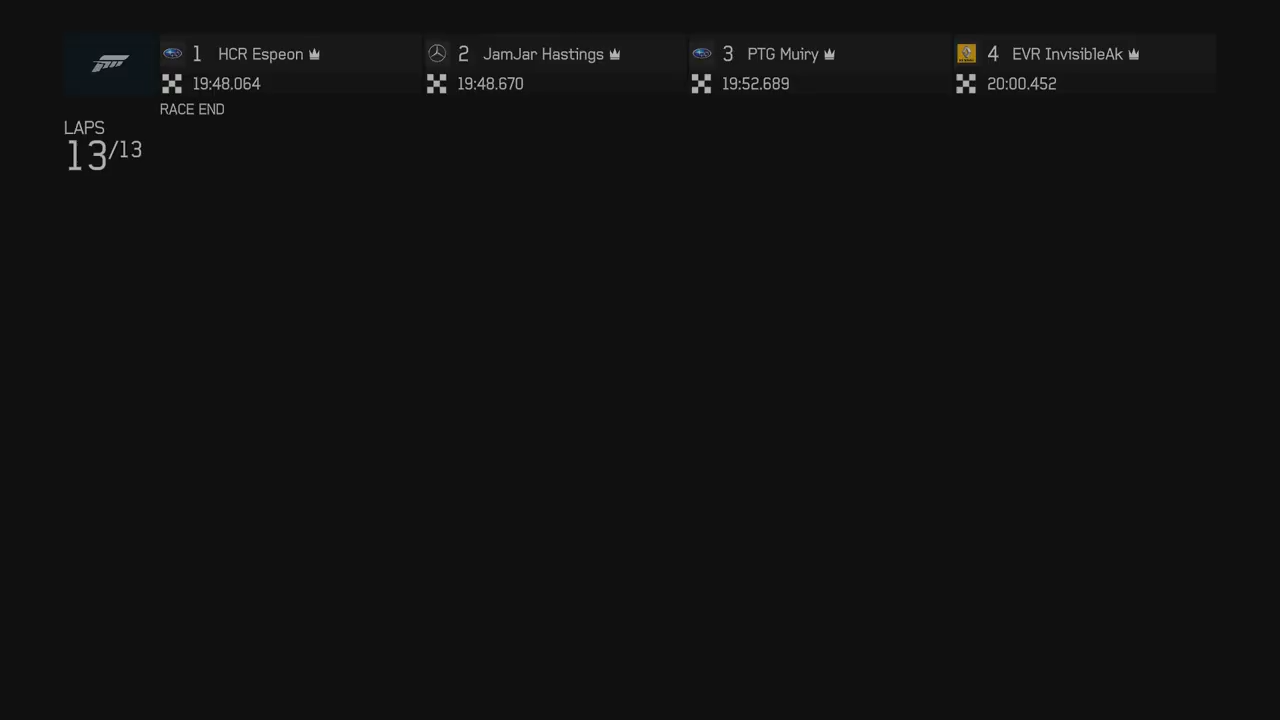 1 HCR Espeon
19:48.064
2 JamJar Hastings
19:48.670
3 PTG Muiry
19:52.689
4 EVR InvisibleAk
20:00.452
RACE END
LAPS
13/13